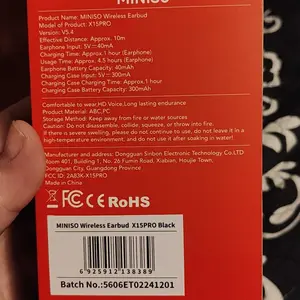 MINISO
Product Name: MINISO Wireless Earbud
Model of Product: X15PRO
Version: V5.4
Effective Distance: Approx. 10m
Earphone Input: 5V⎓40mA
Charging Time: Approx.1 hour (Earphone)
Usage Time: Approx. 4.5 hours (Earphone)
Earphone Battery Capacity: 40mAh
Charging Case Input: 5V⎓300mA
Charging Case Charging Time: Approx.1 hour
Charging Case Battery Capacity: 300mAh
Comfortable to wear,HD Voice,Long lasting endurance
Product Material: ABC,PC
Storage Method: Keep away from fire or water sources
Caution: Do not disassemble, collide, squeeze, or throw into fire.
If there is severe swelling, please do not continue to use it.Do not leave it in a
high-temperature environment, and do not use it after soaking in water!
Manufacturer and address: Dongguan Sinbon Electronic Technology Co.LTD
Room 401, Building 1, No. 26 Fumin Road, Xiabian, Houjie Town,
Dongguan City, Guangdong Province
FCC ID: 2A83K-X15PRO
Made in China
FC CE RoHS
MINISO Wireless Earbud X15PRO Black
6 925912 138389
Batch No.:5606ET02241201